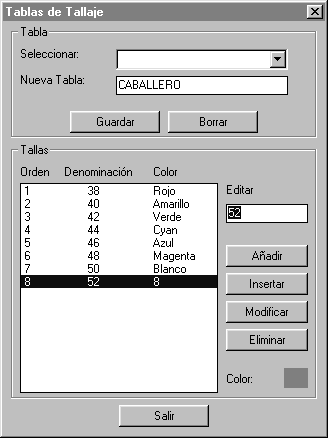 Tablas de Tallaje
Tabla
Seleccionar:
Nueva Tabla: CABALLERO
Guardar Borrar
Tallas
Orden Denominación Color
1 38 Rojo
2 40 Amarillo
3 42 Verde
4 44 Cyan
5 46 Azul
6 48 Magenta
7 50 Blanco
8 52 8
Editar
52
Añadir
Insertar
Modificar
Eliminar
Color:
Salir